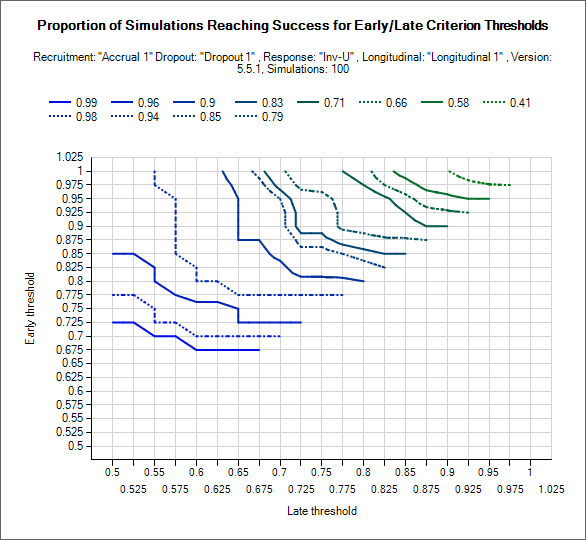 Proportion of Simulations Reaching Success for Early/Late Criterion Thresholds
Recruitment: "Accrual 1" Dropout: "Dropout 1" , Response: "Inv-U" , Longitudinal: "Longitudinal 1" , Version:
5.5.1, Simulations: 100
0.99 0.96 0.9 0.83 0.71 0.66 0.58 0.41
0.98 0.94 0.85 0.79
1.025
1
0.975
0.95
0.925
0.9
0.875
0.85
0.825
0.8
0.775
0.75
0.725
0.7
0.675
0.65
0.625
0.6
0.575
0.55
0.525
0.5
Early threshold
0.5 0.55 0.6 0.65 0.7 0.75 0.8 0.85 0.9 0.95 1
0.525 0.575 0.625 0.675 0.725 0.775 0.825 0.875 0.925 0.975 1.025
Late threshold